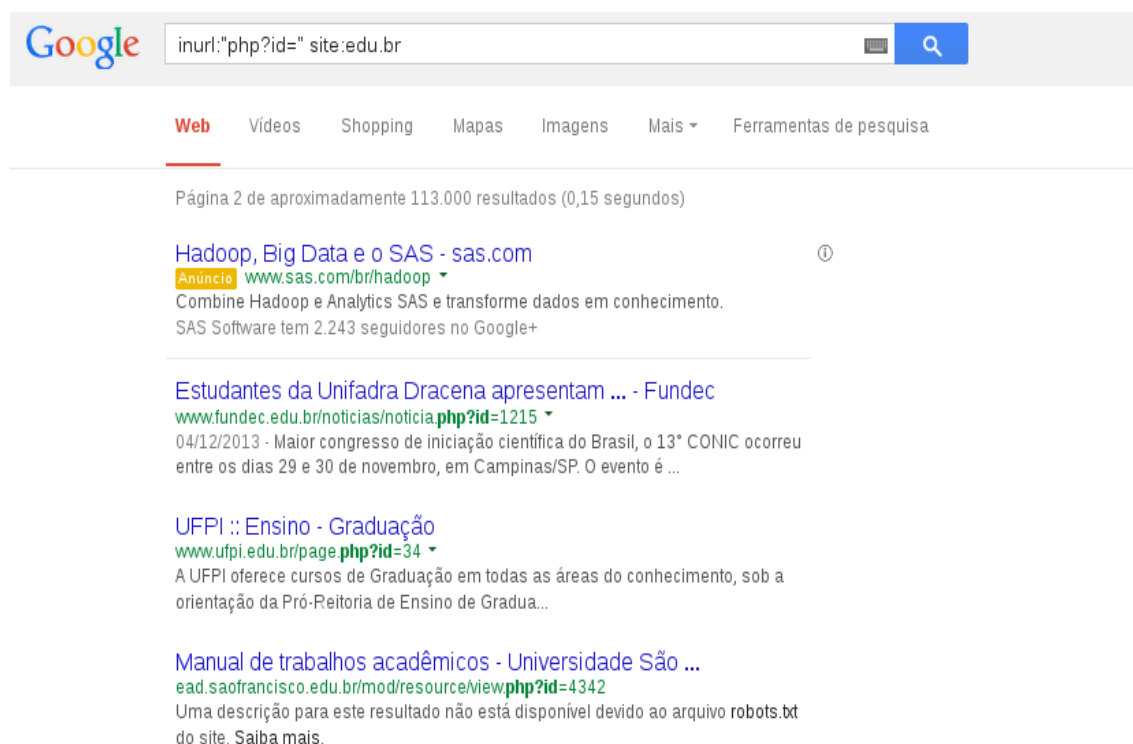 Google
inurl:"php?id=" site:edu.br
Web Vídeos Shopping Mapas Imagens Mais Ferramentas de pesquisa
Página 2 de aproximadamente 113.000 resultados (0,15 segundos)
Hadoop, Big Data e o SAS - sas.com
Anúncio www.sas.com/br/hadoop
Combine Hadoop e Analytics SAS e transforme dados em conhecimento.
SAS Software tem 2.243 seguidores no Google+
Estudantes da Unifadra Dracena apresentam ... - Fundec
www.fundec.edu.br/noticias/noticia.php?id=1215
04/12/2013 - Maior congresso de iniciação científica do Brasil, o 13° CONIC ocorreu
entre os dias 29 e 30 de novembro, em Campinas/SP. O evento é ...
UFPI :: Ensino - Graduação
www.ufpi.edu.br/page.php?id=34
A UFPI oferece cursos de Graduação em todas as áreas do conhecimento, sob a
orientação da Pró-Reitoria de Ensino de Gradua...
Manual de trabalhos acadêmicos - Universidade São ...
ead.saofrancisco.edu.br/mod/resource/view.php?id=4342
Uma descrição para este resultado não está disponível devido ao arquivo robots.txt
do site. Saiba mais.